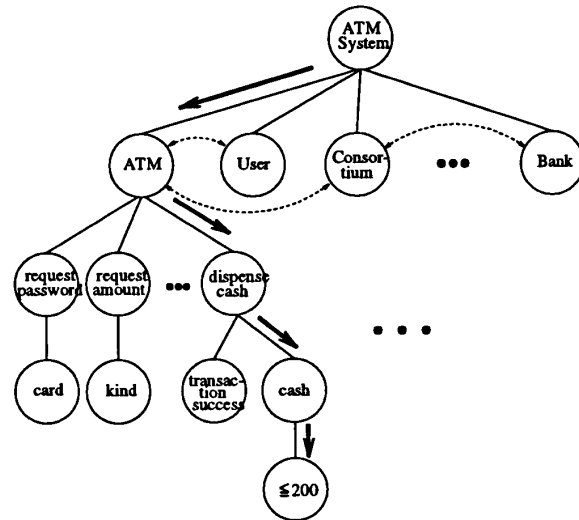 ATM
System
ATM
User
Consor-
tium
Bank
request
password
request
amount
dispense
cash
card
kind
transac-
tion
success
cash
≦200